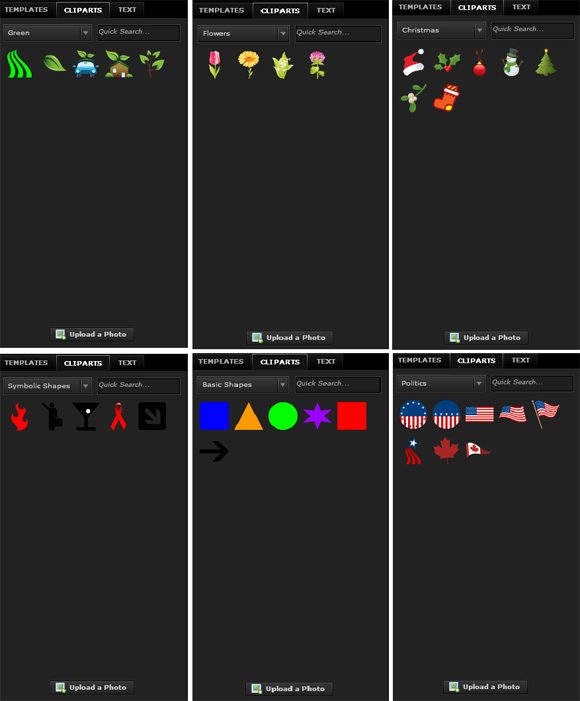 TEMPLATES CLIPARTS TEXT
Green Quick Search...
Upload a Photo
TEMPLATES CLIPARTS TEXT
Flowers Quick Search...
Upload a Photo
TEMPLATES CLIPARTS TEXT
Christmas Quick Search...
Upload a Photo
TEMPLATES CLIPARTS TEXT
Symbolic Shapes Quick Search...
Upload a Photo
TEMPLATES CLIPARTS TEXT
Basic Shapes Quick Search...
Upload a Photo
TEMPLATES CLIPARTS TEXT
Politics Quick Search...
Upload a Photo